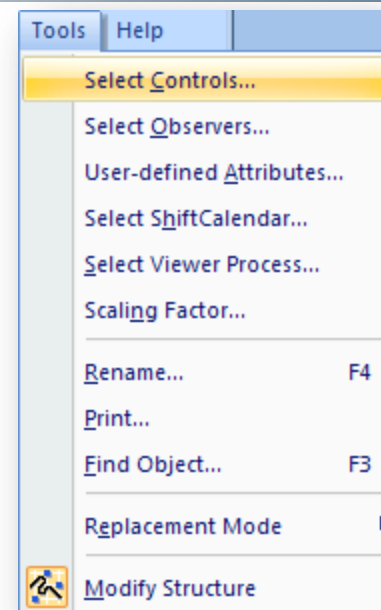 Tools Help
Select Controls...
Select Observers...
User-defined Attributes...
Select ShiftCalendar...
Select Viewer Process...
Scaling Factor...
Rename... F4
Print...
Find Object... F3
Replacement Mode
Modify Structure